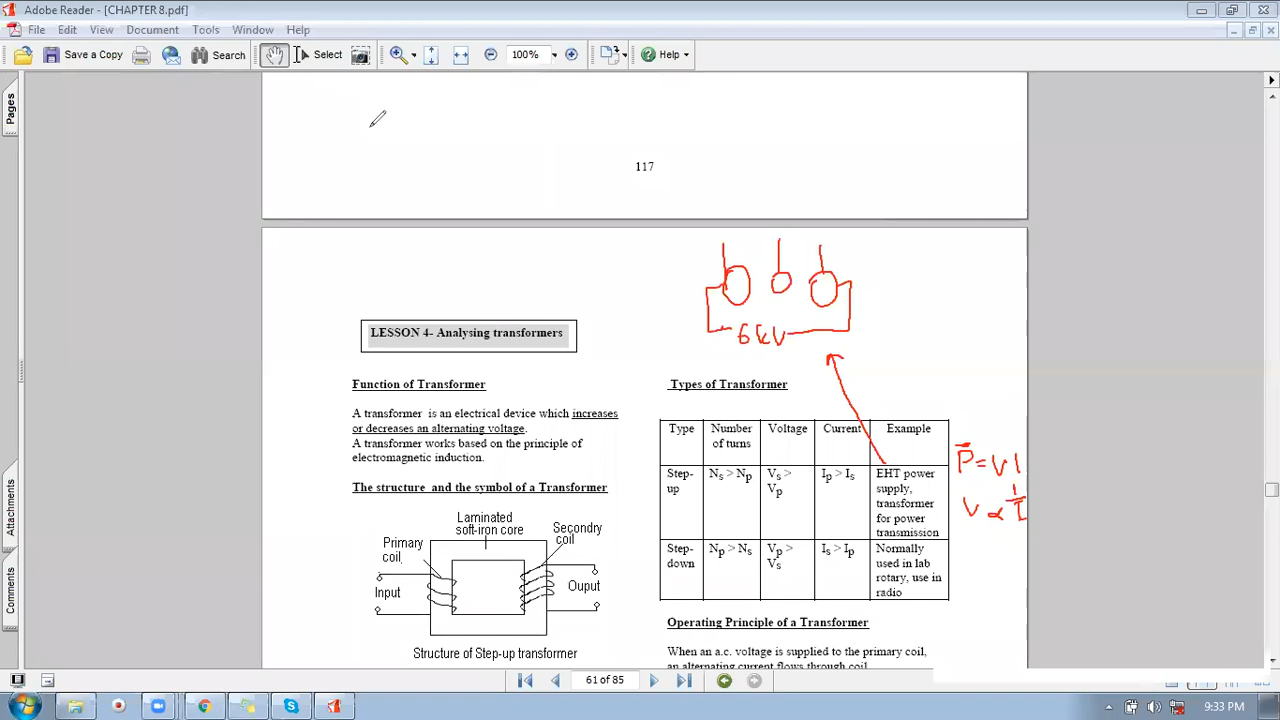 Adobe Reader - [CHAPTER 8.pdf]
File Edit View Document Tools Window Help
Save a Copy Search Select 100% Help
Pages
Attachments
Comments
117
6kV
LESSON 4- Analysing transformers
Function of Transformer
A transformer is an electrical device which increases
or decreases an alternating voltage.
A transformer works based on the principle of
electromagnetic induction.
The structure and the symbol of a Transformer
Laminated
soft-iron core
Primary
coil
Secondry
coil
Input
Ouput
Structure of Step-up transformer
Types of Transformer
Type Number of turns Voltage Current Example
Step-up Ns > Np Vs > Vp Ip > Is EHT power supply, transformer for power transmission
Step-down Np > Ns Vp > Vs Is > Ip Normally used in lab rotary, use in radio
P = VI
V ∝ 1/I
Operating Principle of a Transformer
When an a.c. voltage is supplied to the primary coil,
an alternating current flows through coil
61 of 85
9:33 PM